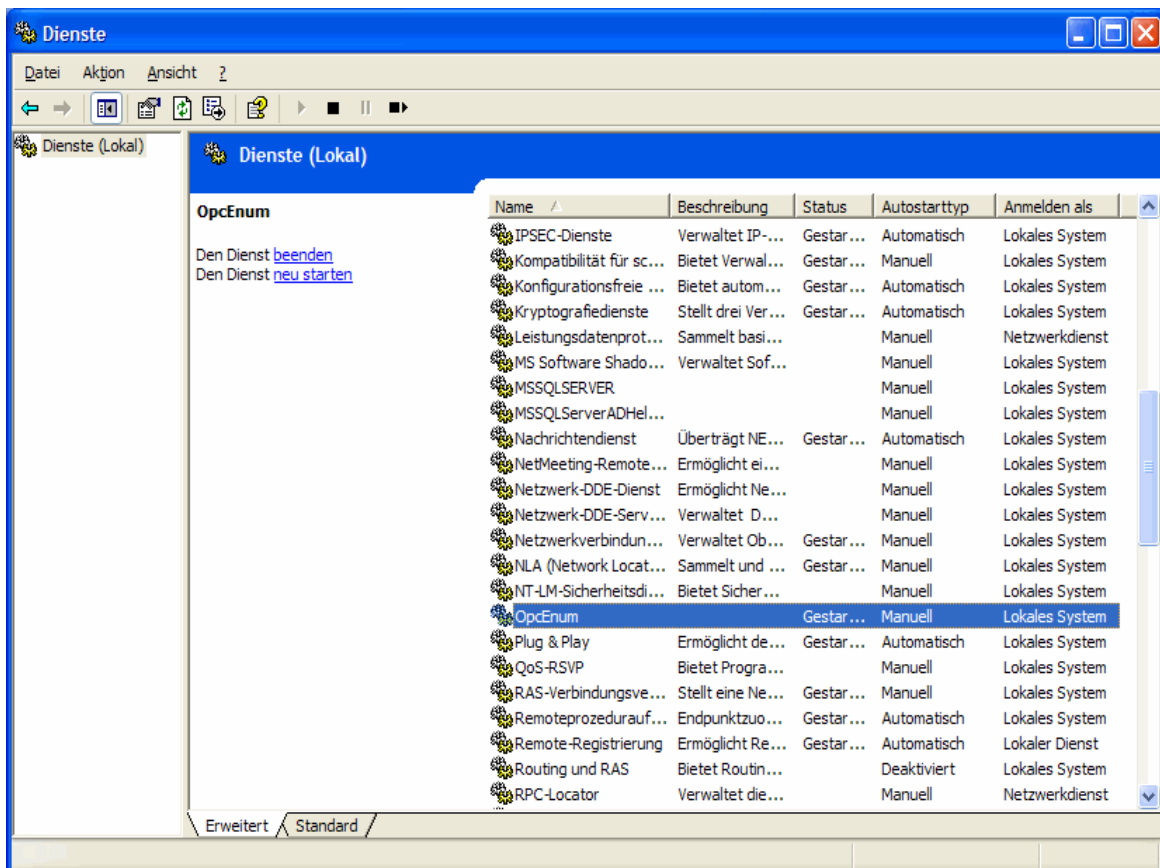 Dienste
Datei Aktion Ansicht ?
Dienste (Lokal)
Dienste (Lokal)
OpcEnum
Den Dienst beenden
Den Dienst neu starten
Name Beschreibung Status Autostarttyp Anmelden als
IPSEC-Dienste Verwaltet IP-... Gestar... Automatisch Lokales System
Kompatibilität für sc... Bietet Verwal... Gestar... Manuell Lokales System
Konfigurationsfreie ... Bietet autom... Gestar... Automatisch Lokales System
Kryptografiedienste Stellt drei Ver... Gestar... Automatisch Lokales System
Leistungsdatenprot... Sammelt basi... Manuell Netzwerkdienst
MS Software Shado... Verwaltet Sof... Manuell Lokales System
MSSQLSERVER Manuell Lokales System
MSSQLServerADHel... Manuell Lokales System
Nachrichtendienst Überträgt NE... Gestar... Automatisch Lokales System
NetMeeting-Remote... Ermöglicht ei... Manuell Lokales System
Netzwerk-DDE-Dienst Ermöglicht Ne... Manuell Lokales System
Netzwerk-DDE-Serv... Verwaltet D... Manuell Lokales System
Netzwerkverbindun... Verwaltet Ob... Gestar... Manuell Lokales System
NLA (Network Locat... Sammelt und ... Gestar... Manuell Lokales System
NT-LM-Sicherheitsdi... Bietet Sicher... Manuell Lokales System
OpcEnum Gestar... Manuell Lokales System
Plug & Play Ermöglicht de... Gestar... Automatisch Lokales System
QoS-RSVP Bietet Progra... Manuell Lokales System
RAS-Verbindungsve... Stellt eine Ne... Gestar... Manuell Lokales System
Remoteprozedurauf... Endpunktzuo... Gestar... Automatisch Lokales System
Remote-Registrierung Ermöglicht Re... Gestar... Automatisch Lokaler Dienst
Routing und RAS Bietet Routin... Deaktiviert Lokales System
RPC-Locator Verwaltet die... Manuell Netzwerkdienst
Erweitert Standard